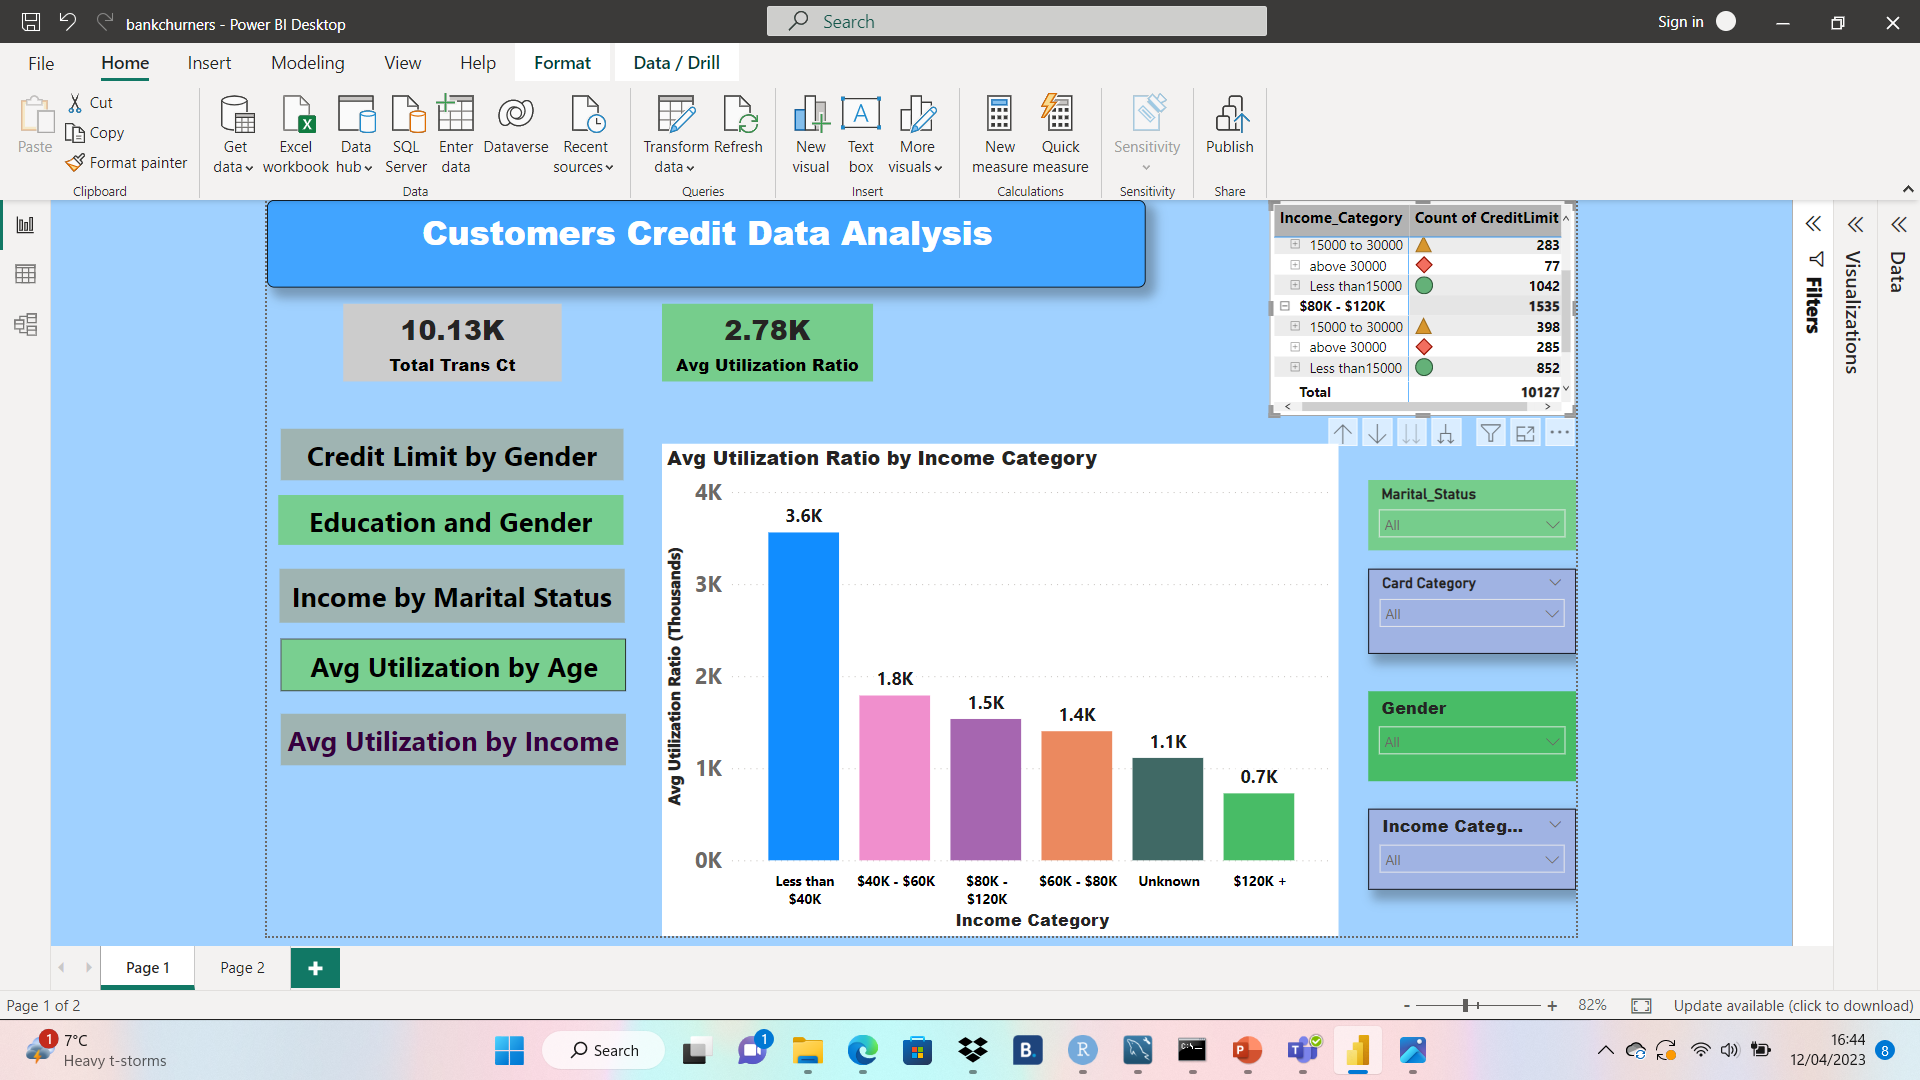 bankchurners - Power BI Desktop
Search
Sign in
File
Home
Insert
Modeling
View
Help
Format
Data / Drill
Paste
Cut
Copy
Format painter
Clipboard
Get data
Excel workbook
Data hub
SQL Server
Enter data
Dataverse
Recent sources
Data
Transform data
Refresh
Queries
New visual
Text box
More visuals
Insert
New measure
Quick measure
Calculations
Sensitivity
Sensitivity
Publish
Share
Customers Credit Data Analysis
10.13K
Total Trans Ct
2.78K
Avg Utilization Ratio
Income_Category Count of CreditLimit
15000 to 30000 283
above 30000 77
Less than15000 1042
$80K - $120K 1535
15000 to 30000 398
above 30000 285
Less than15000 852
Total 10127
Filters
Visualizations
Data
Credit Limit by Gender
Education and Gender
Income by Marital Status
Avg Utilization by Age
Avg Utilization by Income
Avg Utilization Ratio by Income Category
Avg Utilization Ratio (Thousands)
4K
3K
2K
1K
0K
3.6K
1.8K
1.5K
1.4K
1.1K
0.7K
Less than $40K
$40K - $60K
$80K - $120K
$60K - $80K
Unknown
$120K +
Income Category
Marital_Status
All
Card Category
All
Gender
All
Income Categ...
All
Page 1
Page 2
Page 1 of 2
82%
Update available (click to download)
1
7°C
Heavy t-storms
Search
1
B.
R
P
T
16:44
12/04/2023
8